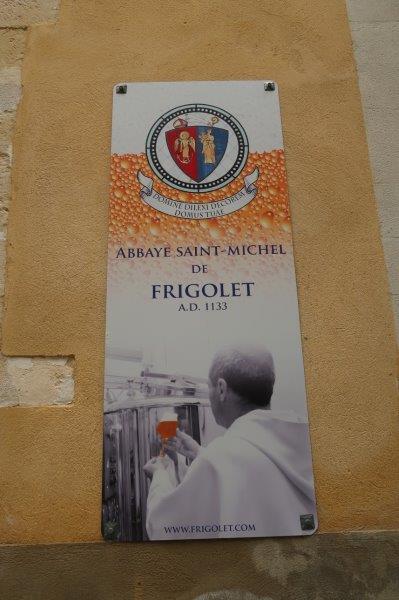 DOMINE DILEXI DECOREM
DOMUS TUAE
ABBAYE SAINT-MICHEL
DE
FRIGOLET
A.D. 1133
WWW.FRIGOLET.COM